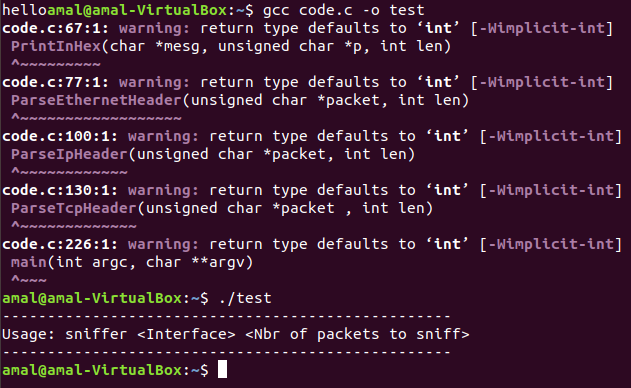 helloamal@amal-VirtualBox:~$ gcc code.c -o test
code.c:67:1: warning: return type defaults to ‘int’ [-Wimplicit-int]
 PrintInHex(char *mesg, unsigned char *p, int len)
 ^~~~~~~~~~
code.c:77:1: warning: return type defaults to ‘int’ [-Wimplicit-int]
 ParseEthernetHeader(unsigned char *packet, int len)
 ^~~~~~~~~~~~~~~~~~~
code.c:100:1: warning: return type defaults to ‘int’ [-Wimplicit-int]
 ParseIpHeader(unsigned char *packet, int len)
 ^~~~~~~~~~~~~
code.c:130:1: warning: return type defaults to ‘int’ [-Wimplicit-int]
 ParseTcpHeader(unsigned char *packet , int len)
 ^~~~~~~~~~~~~~
code.c:226:1: warning: return type defaults to ‘int’ [-Wimplicit-int]
 main(int argc, char **argv)
 ^~~~
amal@amal-VirtualBox:~$ ./test
--------------------------------------------------
Usage: sniffer <Interface> <Nbr of packets to sniff>
--------------------------------------------------
amal@amal-VirtualBox:~$